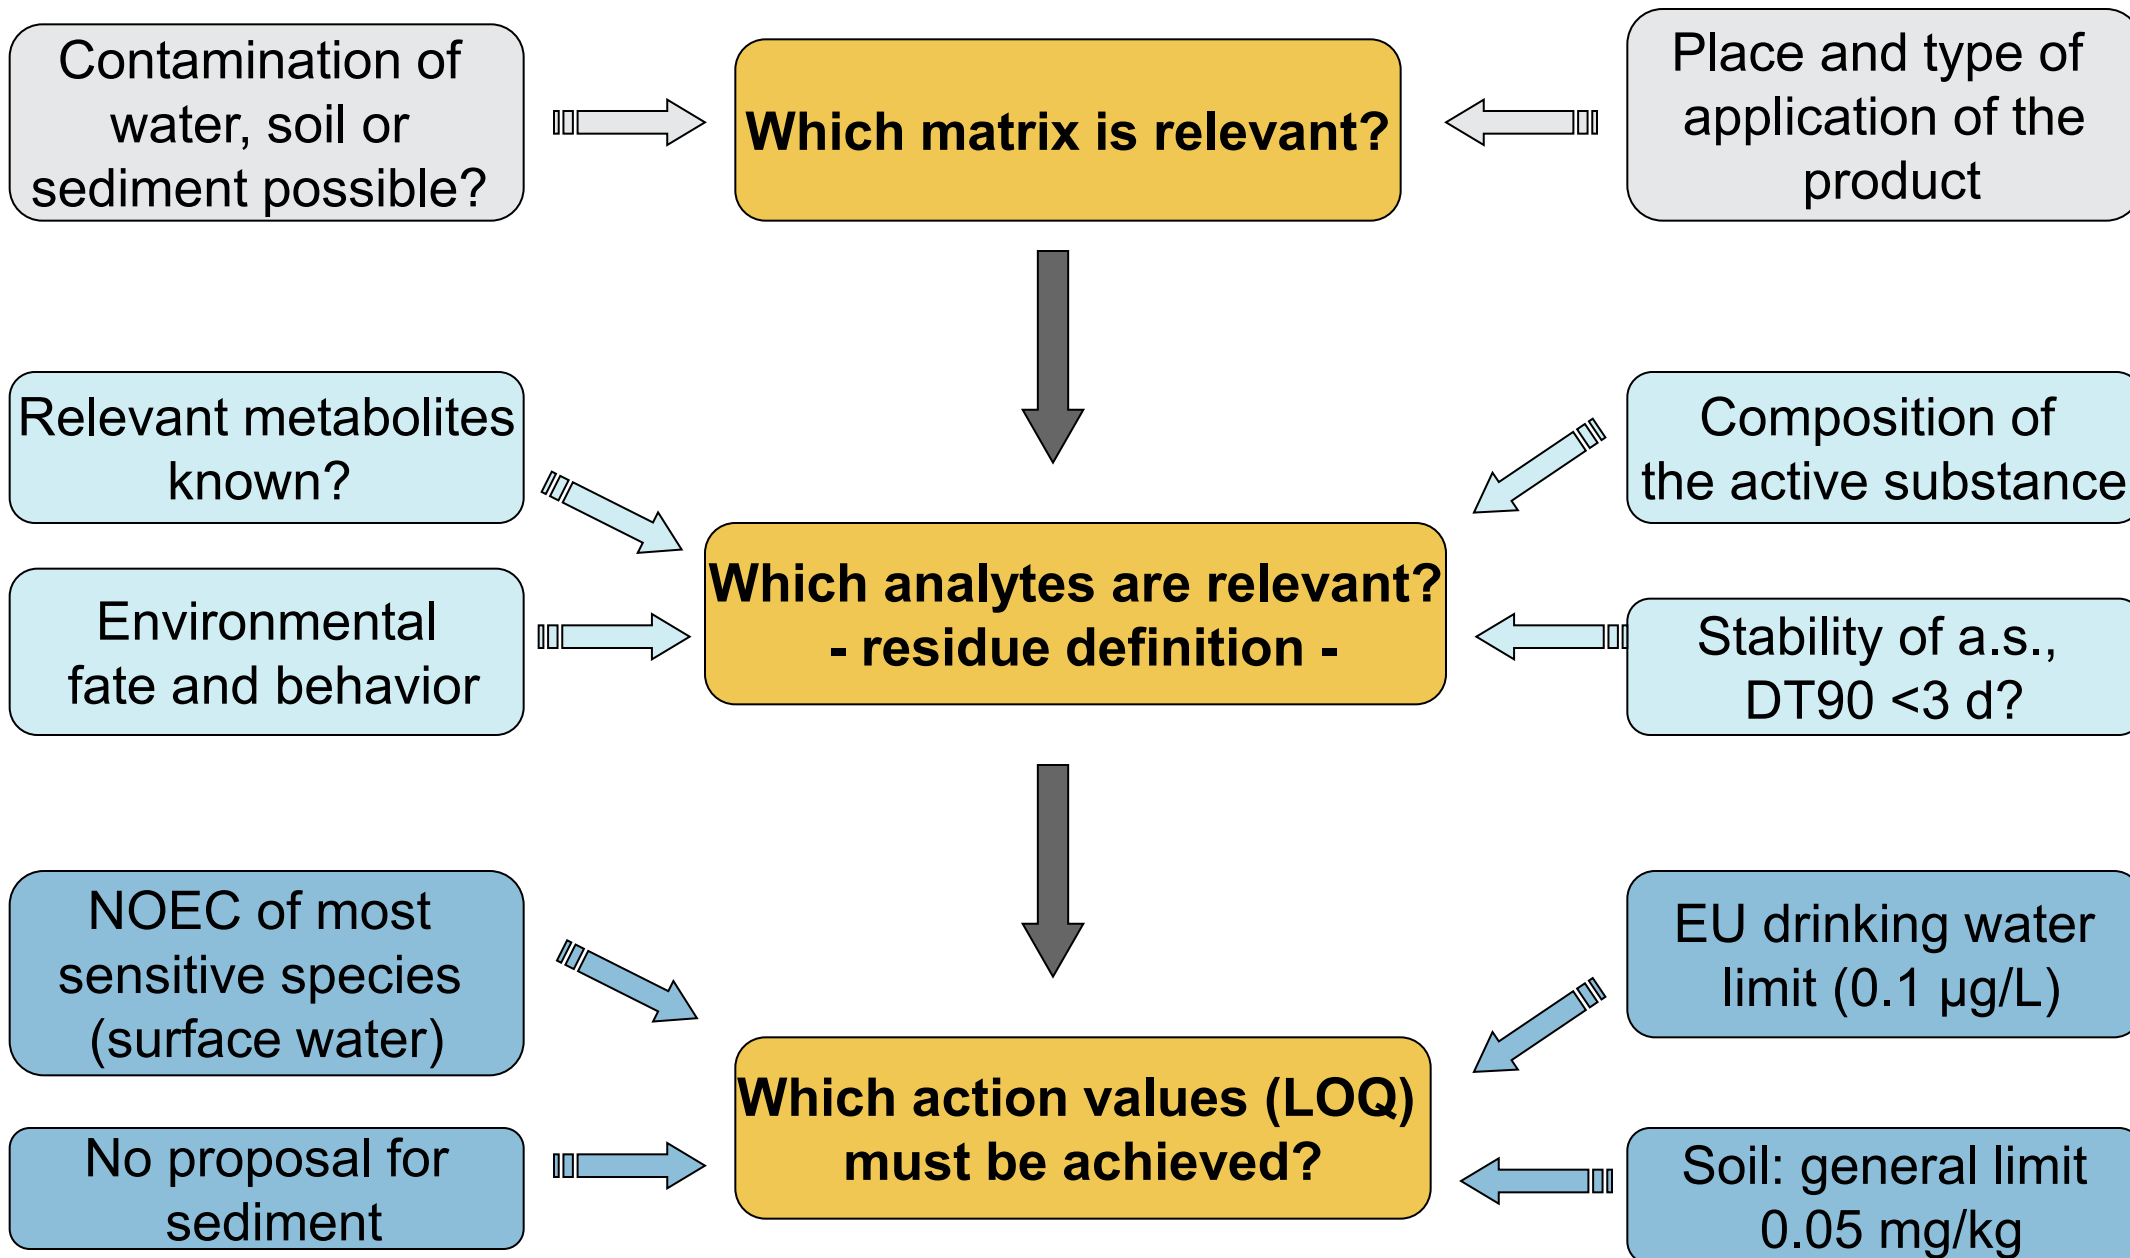 Contamination of
water, soil or
sediment possible?
Which matrix is relevant?
Place and type of
application of the
product
Relevant metabolites
known?
Composition of
the active substance
Environmental
fate and behavior
Which analytes are relevant?
- residue definition -
Stability of a.s.,
DT90 <3 d?
NOEC of most
sensitive species
(surface water)
EU drinking water
limit (0.1 µg/L)
No proposal for
sediment
Which action values (LOQ)
must be achieved?
Soil: general limit
0.05 mg/kg